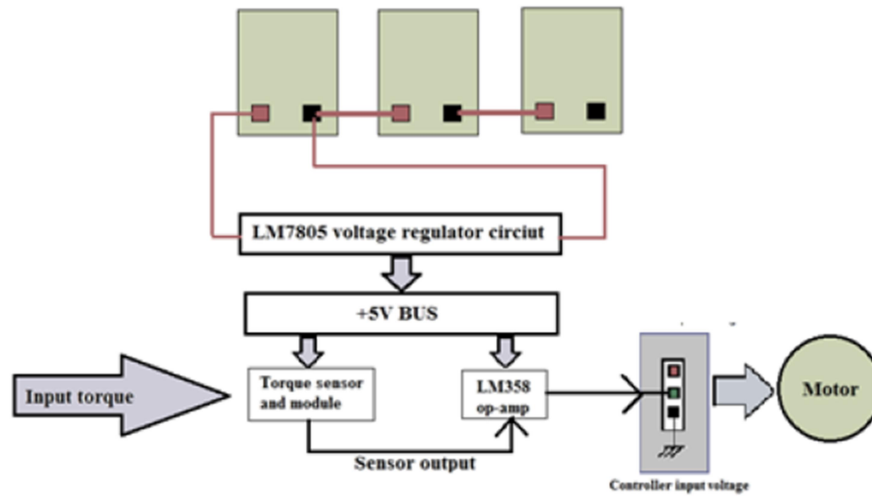 LM7805 voltage regulator circiut
+5V BUS
Input torque
Torque sensor
and module
LM358
op-amp
Motor
Sensor output
Controller input voltage